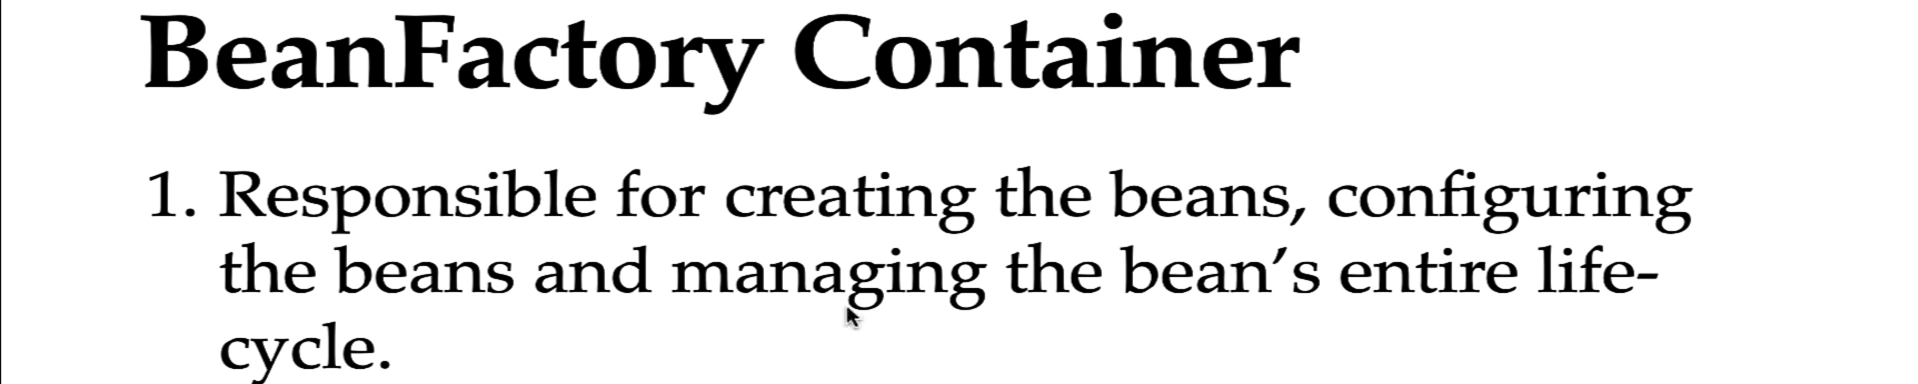 BeanFactory Container
1. Responsible for creating the beans, configuring
the beans and managing the bean’s entire life-
cycle.